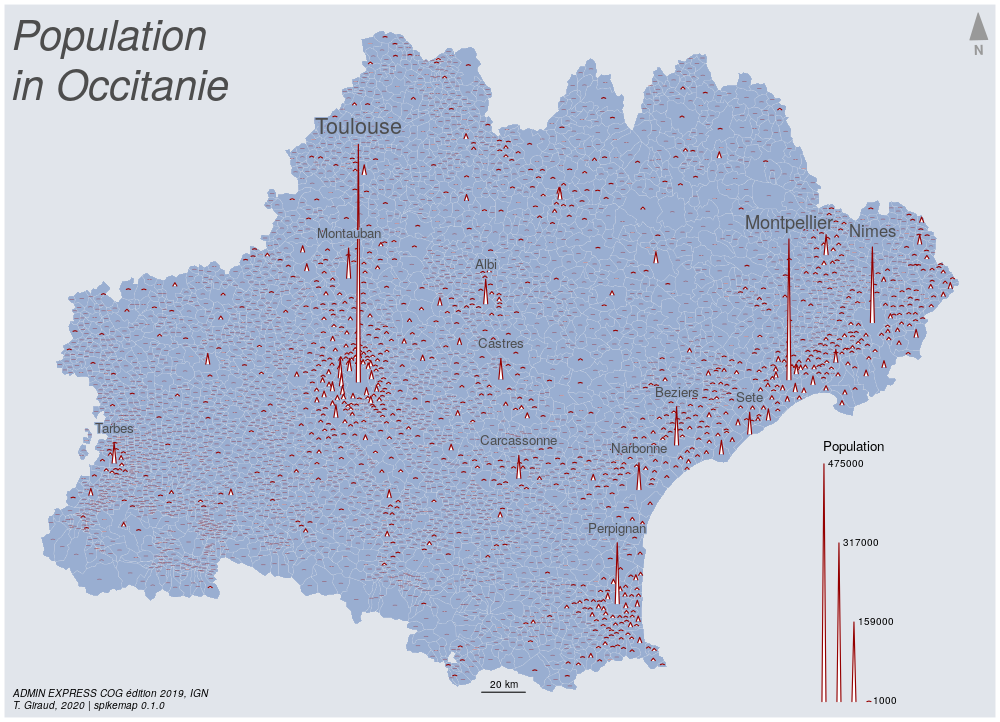 Population
in Occitanie
N
Toulouse
Montpellier
Nimes
Montauban
Albi
Castres
Beziers
Sete
Tarbes
Carcassonne
Narbonne
Perpignan
Population
475000
317000
159000
~1000
20 km
ADMIN EXPRESS COG édition 2019, IGN
T. Giraud, 2020 | spikemap 0.1.0